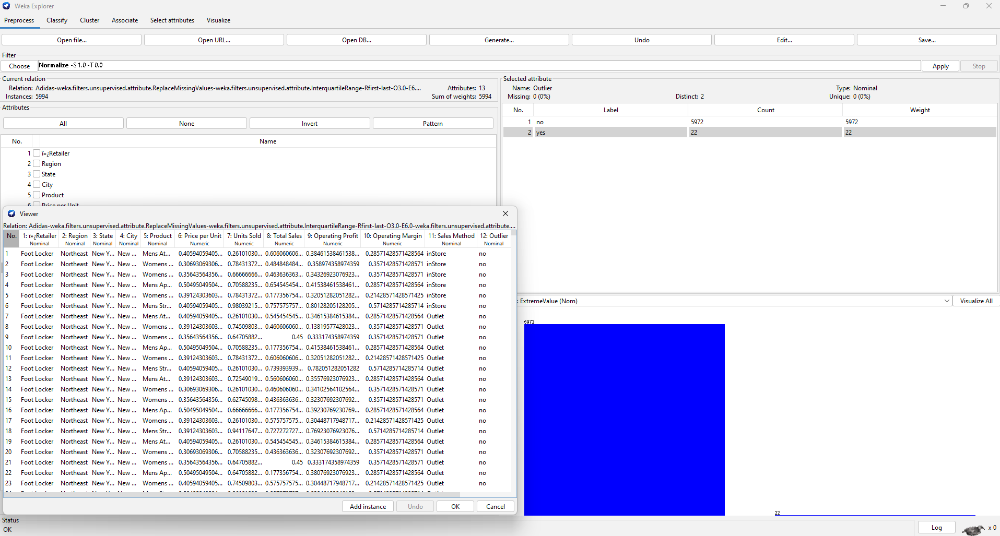 Weka Explorer
Preprocess Classify Cluster Associate Select attributes Visualize
Open file... Open URL... Open DB... Generate... Undo Edit... Save...
Filter
Choose Normalize -S 1.0 -T 0.0 Apply Stop
Current relation
Relation: Adidas-weka.filters.unsupervised.attribute.ReplaceMissingValues-weka.filters.unsupervised.attribute.InterquartileRange-Rfirst-last-O3.0-E6.... Attributes: 13
Instances: 5994 Sum of weights: 5994
Attributes
All None Invert Pattern
No. Name
1 ï»¿Retailer
2 Region
3 State
4 City
5 Product
6 Price per Unit
Selected attribute
Name: Outlier Type: Nominal
Missing: 0 (0%) Distinct: 2 Unique: 0 (0%)
No. Label Count Weight
1 no 5972 5972
2 yes 22 22
Viewer
Relation: Adidas-weka.filters.unsupervised.attribute.ReplaceMissingValues-weka.filters.unsupervised.attribute.InterquartileRange-Rfirst-last-O3.0-E6.0-weka.filters.unsupervised.attribute....
No. 1: ï»¿Retailer 2: Region 3: State 4: City 5: Product 6: Price per Unit 7: Units Sold 8: Total Sales 9: Operating Profit 10: Operating Margin 11: Sales Method 12: Outlier
Nominal Nominal Nominal Nominal Nominal Numeric Numeric Numeric Numeric Numeric Nominal Nominal
1 Foot Locker Northeast New Y... New ... Mens At... 0.40594059405... 0.26101030... 0.606060606... 0.38461538461538... 0.28571428571428564 inStore no
2 Foot Locker Northeast New Y... New ... Womens ... 0.30693069306... 0.78431372... 0.484848484... 0.358974358974359 0.3571428571428571 inStore no
3 Foot Locker Northeast New Y... New ... Womens ... 0.35643564356... 0.66666666... 0.463636363... 0.34326923076923... 0.3571428571428571 inStore no
4 Foot Locker Northeast New Y... New ... Mens Ap... 0.50495049504... 0.70588235... 0.654545454... 0.41538461538461... 0.28571428571428564 inStore no
5 Foot Locker Northeast New Y... New ... Womens ... 0.39124303603... 0.78431372... 0.177356754... 0.32051282051282... 0.21428571428571425 inStore no
6 Foot Locker Northeast New Y... New ... Mens Str... 0.40594059405... 0.98039215... 0.757575757... 0.80128205128205... 0.5714285714285714 inStore no
7 Foot Locker Northeast New Y... New ... Mens At... 0.40594059405... 0.26101030... 0.545454545... 0.34615384615384... 0.28571428571428564 Outlet no
8 Foot Locker Northeast New Y... New ... Womens ... 0.39124303603... 0.74509803... 0.460606060... 0.13819577428023... 0.3571428571428571 Outlet no
9 Foot Locker Northeast New Y... New ... Womens ... 0.35643564356... 0.64705882... 0.45 0.333174358974359 0.3571428571428571 Outlet no
10 Foot Locker Northeast New Y... New ... Mens Ap... 0.50495049504... 0.70588235... 0.177356754... 0.41538461538461... 0.28571428571428564 Outlet no
11 Foot Locker Northeast New Y... New ... Womens ... 0.39124303603... 0.78431372... 0.606060606... 0.32051282051282... 0.21428571428571425 Outlet no
12 Foot Locker Northeast New Y... New ... Mens Str... 0.40594059405... 0.26101030... 0.739393939... 0.782051282051282 0.5714285714285714 Outlet no
13 Foot Locker Northeast New Y... New ... Mens At... 0.39124303603... 0.72549019... 0.560606060... 0.35576923076923... 0.28571428571428564 Outlet no
14 Foot Locker Northeast New Y... New ... Womens ... 0.30693069306... 0.26101030... 0.460606060... 0.34102564102564... 0.3571428571428571 Outlet no
15 Foot Locker Northeast New Y... New ... Womens ... 0.35643564356... 0.62745098... 0.436363636... 0.32307692307692... 0.3571428571428571 Outlet no
16 Foot Locker Northeast New Y... New ... Mens Ap... 0.50495049504... 0.66666666... 0.177356754... 0.39230769230769... 0.28571428571428564 Outlet no
17 Foot Locker Northeast New Y... New ... Womens ... 0.39124303603... 0.26101030... 0.575757575... 0.30448717948717... 0.21428571428571425 Outlet no
18 Foot Locker Northeast New Y... New ... Mens Str... 0.39124303603... 0.94117647... 0.727272727... 0.76923076923076... 0.5714285714285714 Outlet no
19 Foot Locker Northeast New Y... New ... Mens At... 0.40594059405... 0.26101030... 0.545454545... 0.34615384615384... 0.28571428571428564 Outlet no
20 Foot Locker Northeast New Y... New ... Womens ... 0.30693069306... 0.70588235... 0.436363636... 0.32307692307692... 0.3571428571428571 Outlet no
21 Foot Locker Northeast New Y... New ... Womens ... 0.35643564356... 0.64705882... 0.45 0.333174358974359 0.3571428571428571 Outlet no
22 Foot Locker Northeast New Y... New ... Mens Ap... 0.50495049504... 0.64705882... 0.177356754... 0.38076923076923... 0.28571428571428564 Outlet no
23 Foot Locker Northeast New Y... New ... Womens ... 0.40594059405... 0.74509803... 0.575757575... 0.30448717948717... 0.21428571428571425 Outlet no
Add instance Undo OK Cancel
: ExtremeValue (Nom) Visualize All
5972
22
Status
OK Log x 0